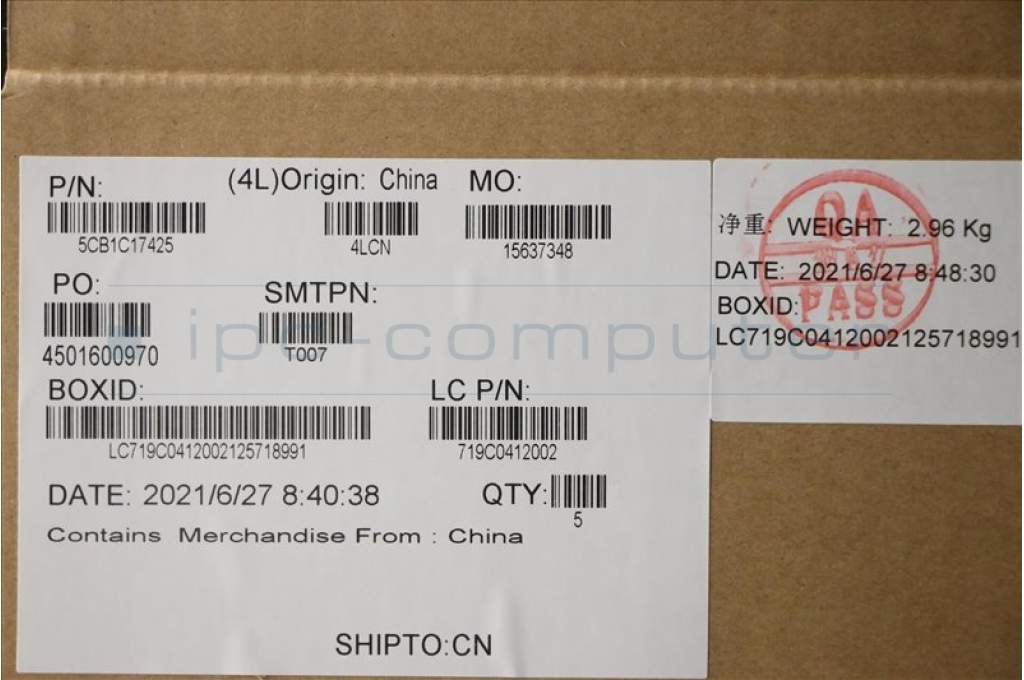 P/N:
(4L)Origin: China
MO:
5CB1C17425
4LCN
15637348
PO:
SMTPN:
4501600970
T007
BOXID:
LC P/N:
LC719C0412002125718991
719C0412002
DATE: 2021/6/27 8:40:38
QTY:
5
Contains Merchandise From : China
SHIPTO:CN
净重: WEIGHT: 2.96 Kg
DATE: 2021/6/27 8:48:30
BOXID:
LC719C0412002125718991
QA
PASS
ipc-compute